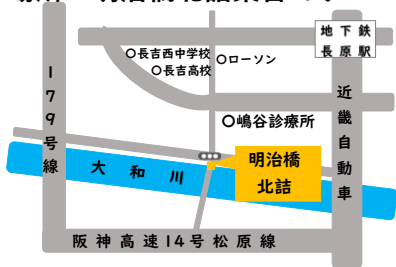 地下鉄
長原駅
長吉西中学校
長吉高校
ローソン
179号線
近畿自動車
嶋谷診療所
明治橋
北詰
大和川
阪神高速14号松原線